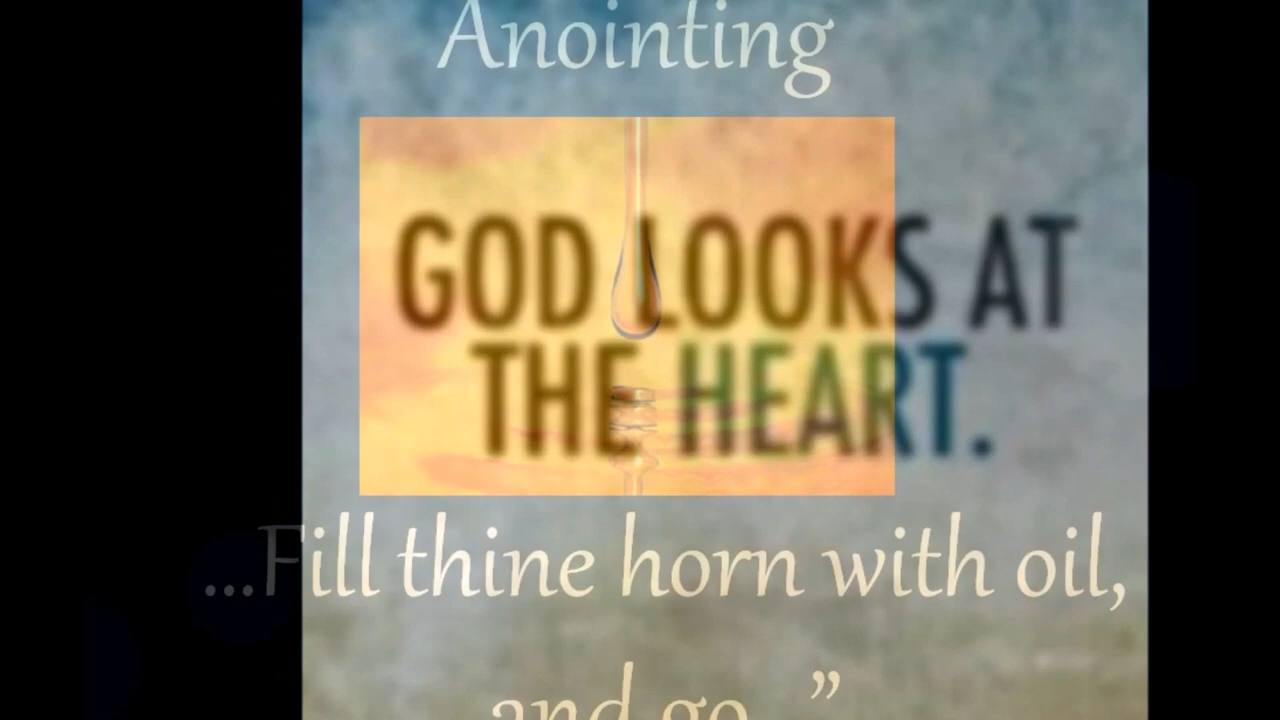 Anointing
GOD LOOKS AT
THE HEART.
...Fill thine horn with oil,
and go...”